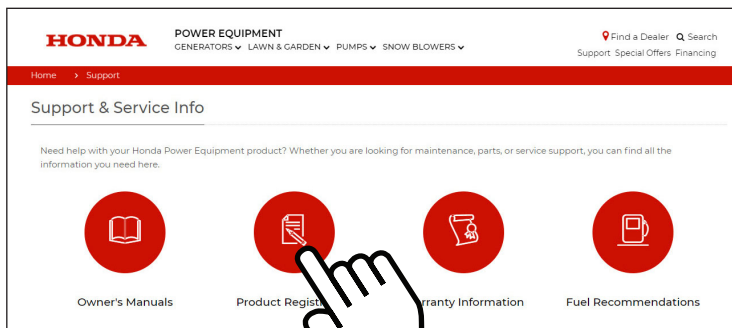 HONDA
POWER EQUIPMENT
GENERATORS LAWN & GARDEN PUMPS SNOW BLOWERS
Find a Dealer Search
Support Special Offers Financing
Home > Support
Support & Service Info
Need help with your Honda Power Equipment product? Whether you are looking for maintenance, parts, or service support, you can find all the
information you need here.
Owner's Manuals
Product
Information
Fuel Recommendations